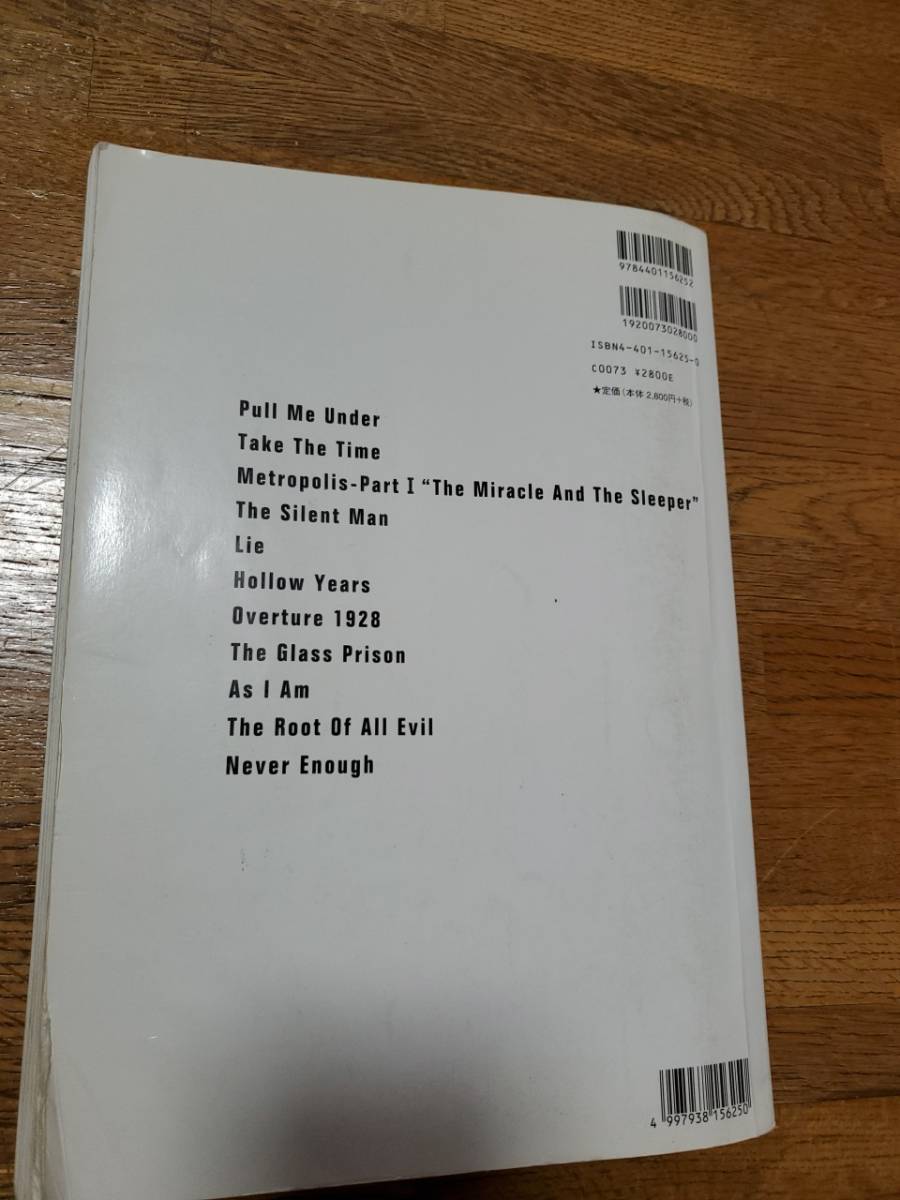 9784401156252
1920073028000
ISBN4-401-15625-0
C0073 ¥2800E
★定価(本体2,800円+税)
Pull Me Under
Take The Time
Metropolis-Part I “The Miracle And The Sleeper”
The Silent Man
Lie
Hollow Years
Overture 1928
The Glass Prison
As I Am
The Root Of All Evil
Never Enough
4 997938 156250